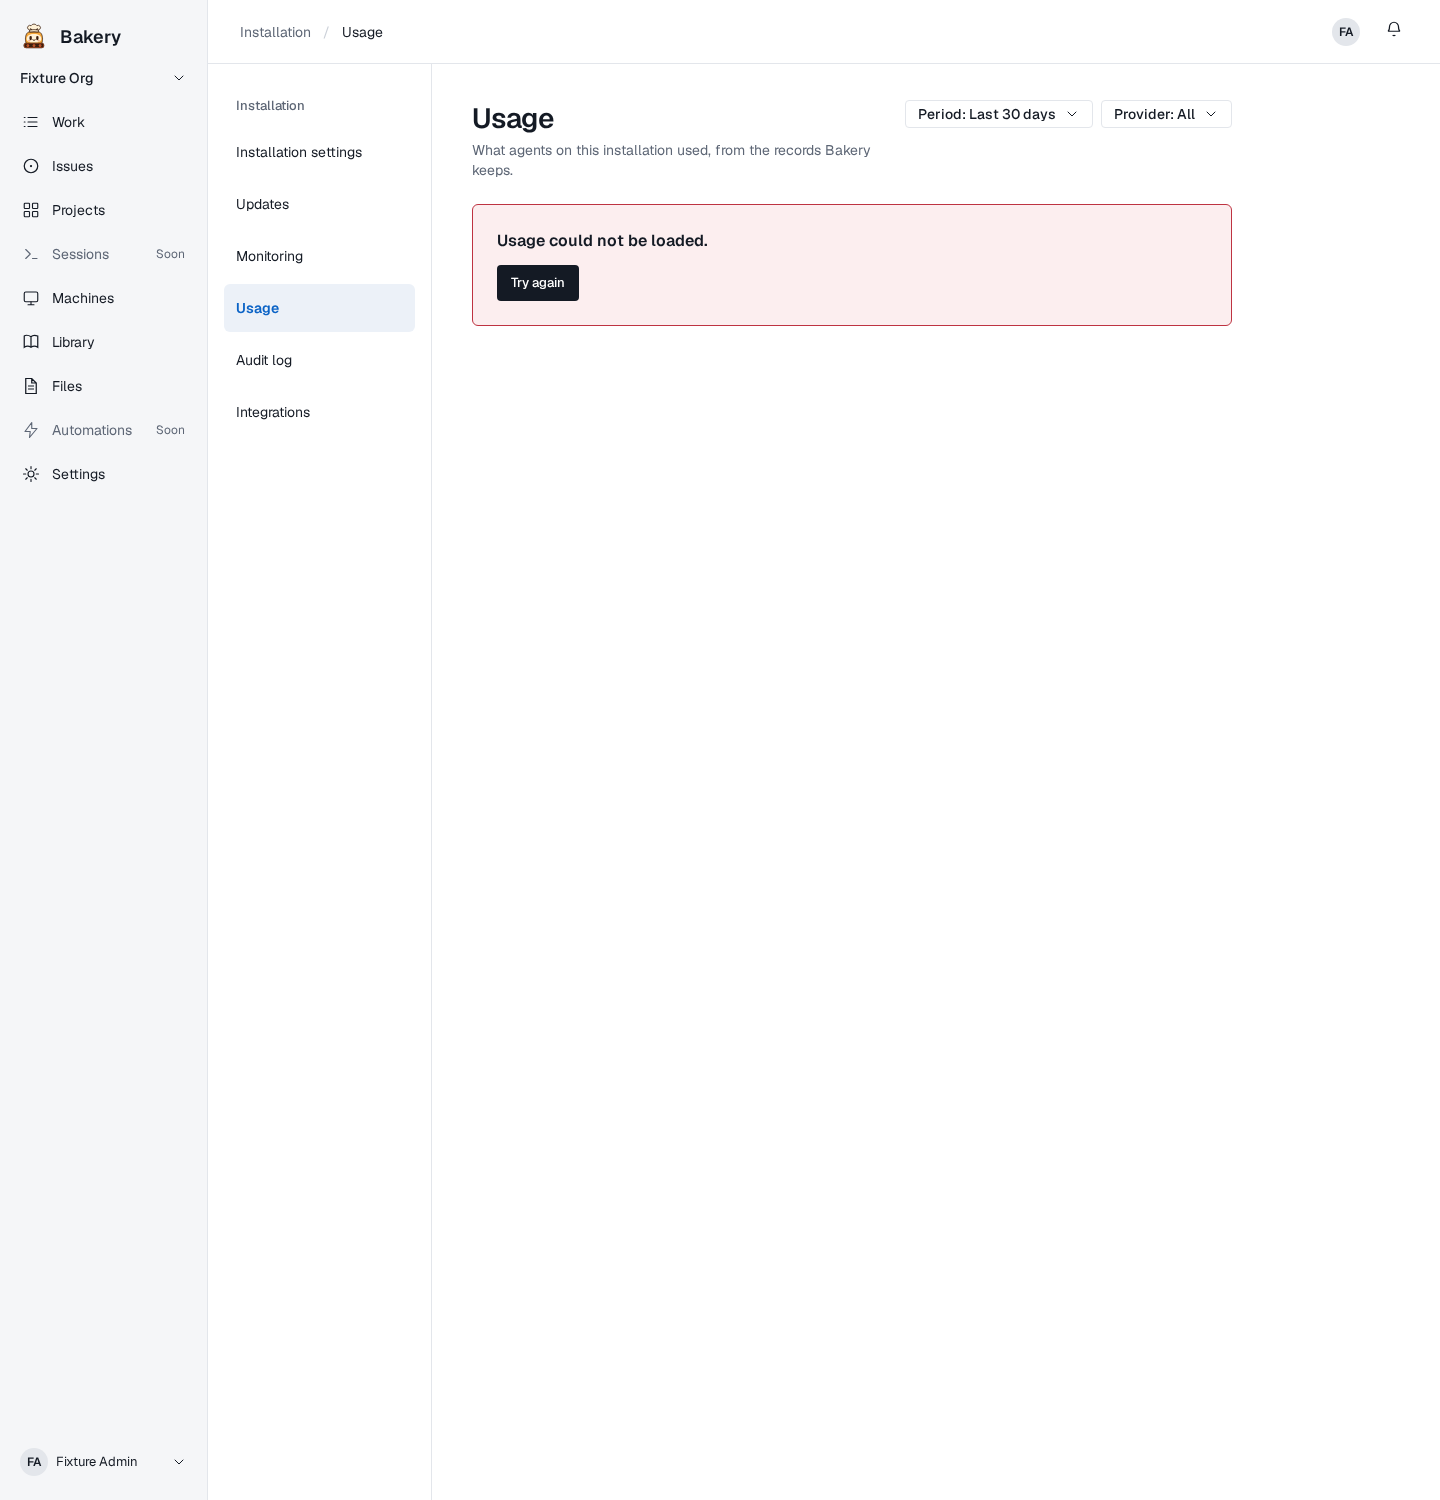 Bakery
Fixture Org
Work
Issues
Projects
Sessions Soon
Machines
Library
Files
Automations Soon
Settings
FA Fixture Admin
Installation / Usage
FA
Installation
Installation settings
Updates
Monitoring
Usage
Audit log
Integrations
Usage
What agents on this installation used, from the records Bakery
keeps.
Period: Last 30 days
Provider: All
Usage could not be loaded.
Try again